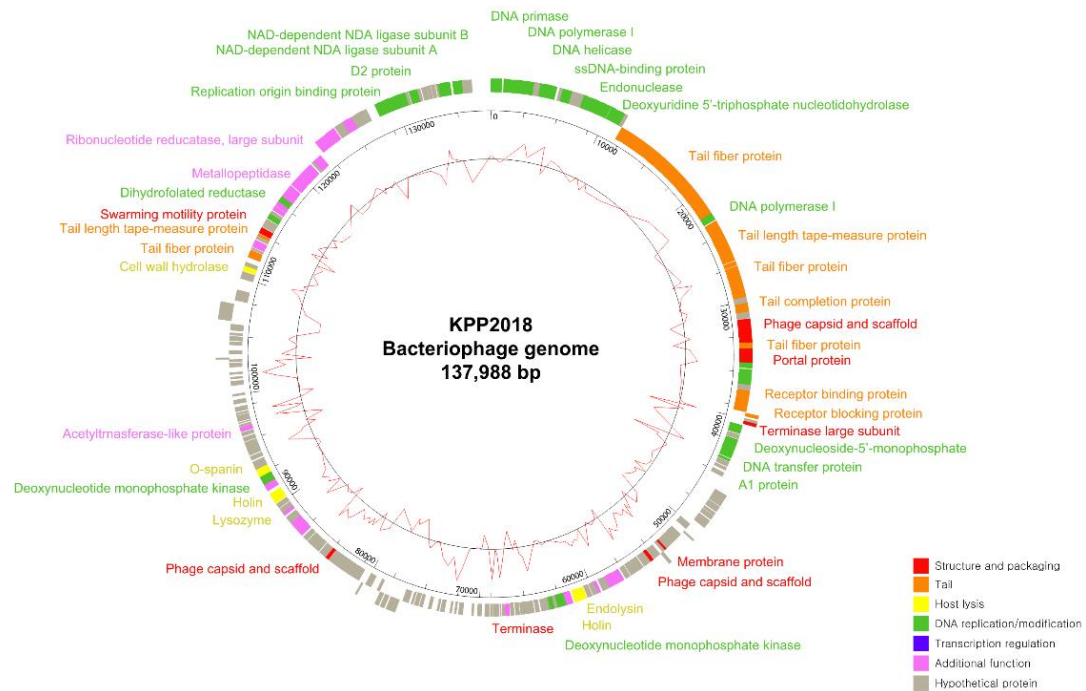 DNA primase
NAD-dependent NDA ligase subunit B
DNA polymerase I
NAD-dependent NDA ligase subunit A
DNA helicase
D2 protein
ssDNA-binding protein
Replication origin binding protein
Endonuclease
Deoxyuridine 5'-triphosphate nucleotidohydrolase
0
10000
20000
30000
40000
50000
60000
70000
80000
90000
100000
110000
120000
130000
Tail fiber protein
DNA polymerase I
Tail length tape-measure protein
Tail fiber protein
Tail completion protein
Phage capsid and scaffold
Tail fiber protein
Portal protein
Receptor binding protein
Receptor blocking protein
Terminase large subunit
Deoxynucleoside-5'-monophosphate
DNA transfer protein
A1 protein
Membrane protein
Phage capsid and scaffold
Endolysin
Holin
Deoxynucleotide monophosphate kinase
Terminase
Phage capsid and scaffold
Lysozyme
Holin
Deoxynucleotide monophosphate kinase
O-spanin
Acetyltrnasferase-like protein
Cell wall hydrolase
Tail fiber protein
Tail length tape-measure protein
Swarming motility protein
Dihydrofolated reductase
Metallopeptidase
Ribonucleotide reducatase, large subunit
KPP2018
Bacteriophage genome
137,988 bp
Structure and packaging
Tail
Host lysis
DNA replication/modification
Transcription regulation
Additional function
Hypothetical protein